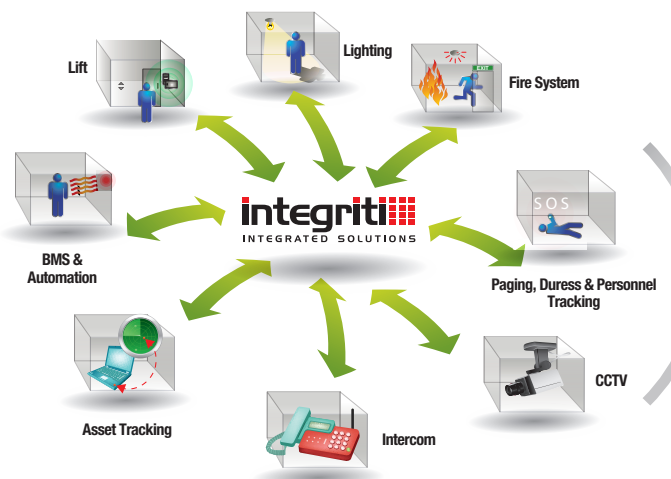 Lighting
Lift
Fire System
EXIT
integriti
INTEGRATED SOLUTIONS
SOS
BMS &
Automation
Paging, Duress & Personnel
Tracking
CCTV
Asset Tracking
Intercom